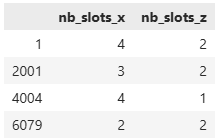 nb_slots_x nb_slots_z
1 4 2
2001 3 2
4004 4 1
6079 2 2